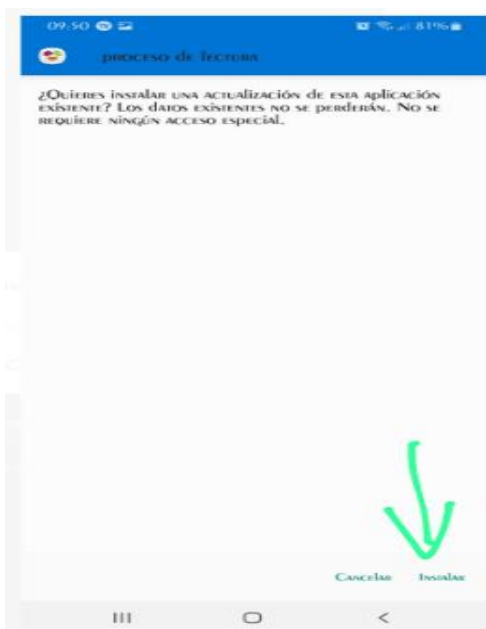 09:50 81%
proceso de lectura
¿Quieres instalar una actualización de esta aplicación
existente? Los datos existentes no se perderán. No se
requiere ningún acceso especial.
Cancelar Instalar